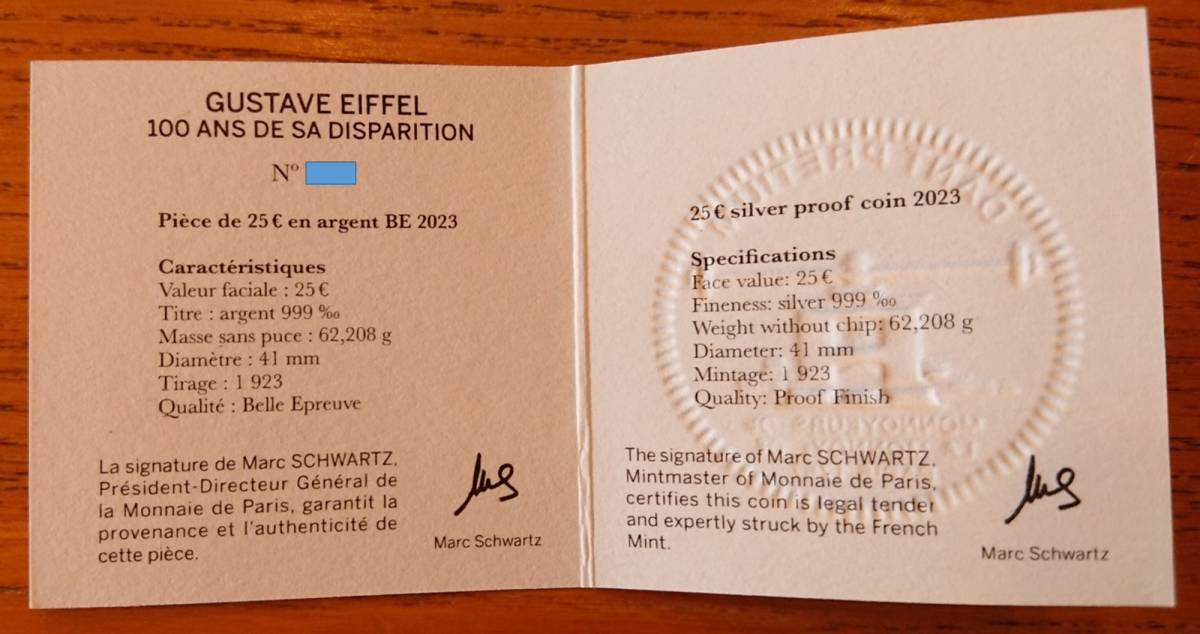 GUSTAVE EIFFEL
100 ANS DE SA DISPARITION
N°
Pièce de 25 € en argent BE 2023
Caractéristiques
Valeur faciale : 25 €
Titre : argent 999 ‰
Masse sans puce : 62,208 g
Diamètre : 41 mm
Tirage : 1 923
Qualité : Belle Epreuve
La signature de Marc SCHWARTZ,
Président-Directeur Général de
la Monnaie de Paris, garantit la
provenance et l'authenticité de
cette pièce.
Marc Schwartz
25 € silver proof coin 2023
Specifications
Face value: 25 €
Fineness: silver 999 ‰
Weight without chip: 62,208 g
Diameter: 41 mm
Mintage: 1 923
Quality: Proof Finish
The signature of Marc SCHWARTZ,
Mintmaster of Monnaie de Paris,
certifies this coin is legal tender
and expertly struck by the French
Mint.
Marc Schwartz